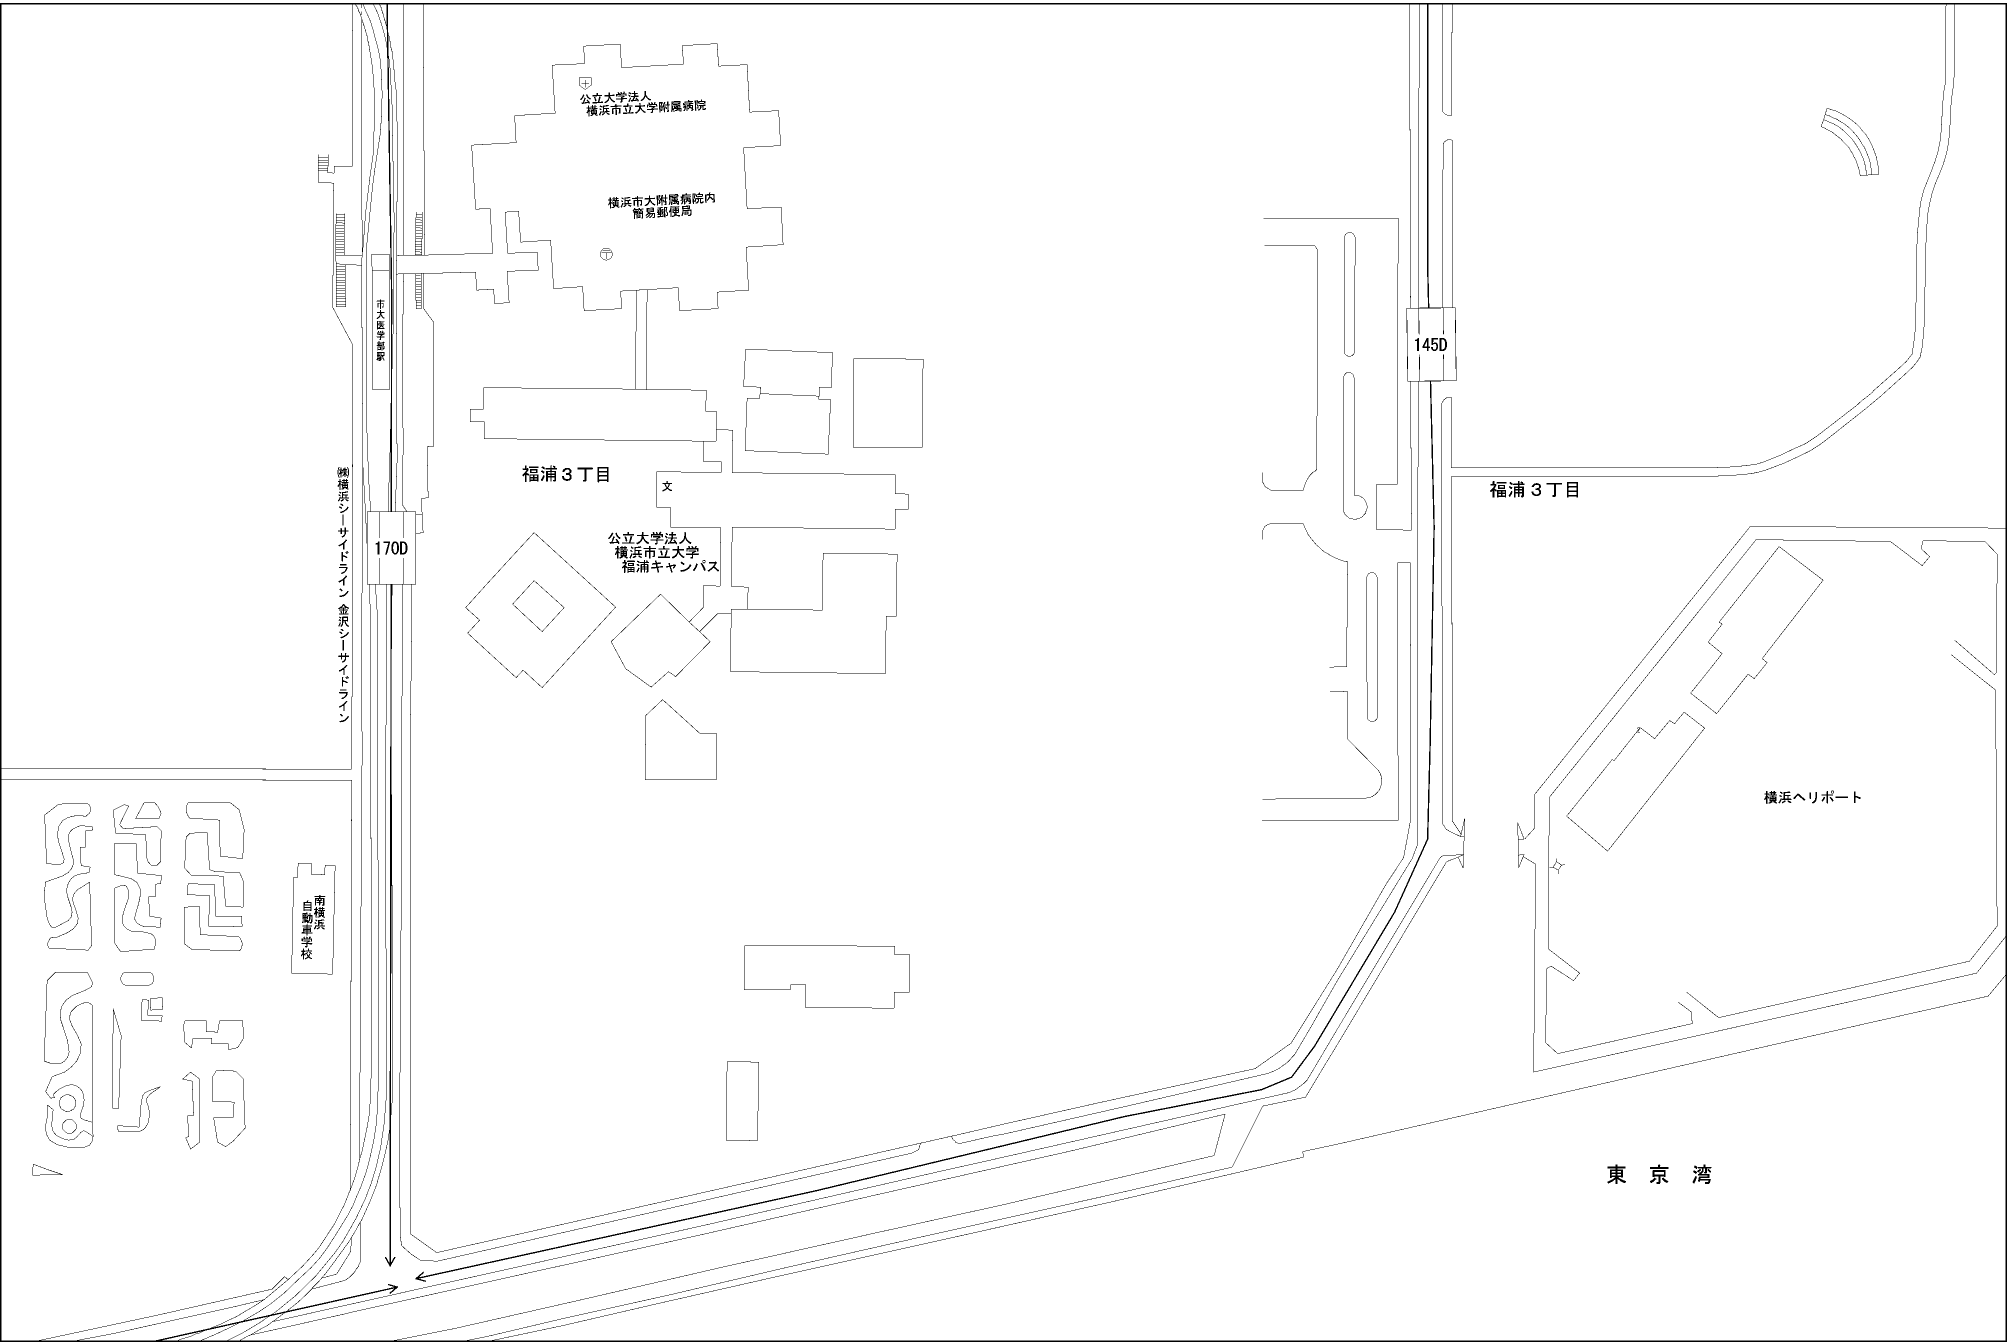 公立大学法人
横浜市立大学附属病院
横浜市大附属病院内
簡易郵便局
市大医学部駅
145D
福浦３丁目
文
福浦３丁目
㈱横浜シーサイドライン 金沢シーサイドライン
170D
公立大学法人
横浜市立大学
福浦キャンパス
横浜ヘリポート
南横浜
自動車学校
東京湾